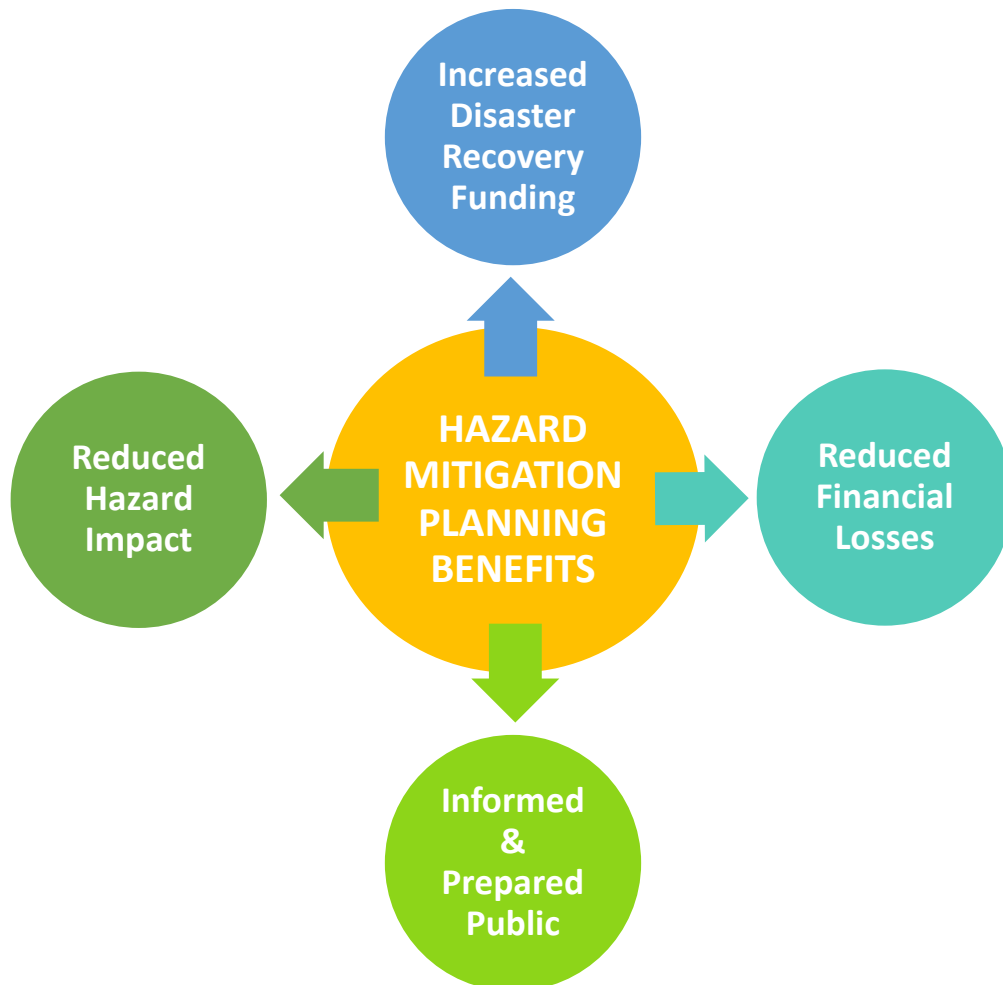 Increased
Disaster
Recovery
Funding
HAZARD
MITIGATION
PLANNING
BENEFITS
Reduced
Hazard
Impact
Reduced
Financial
Losses
Informed
&
Prepared
Public